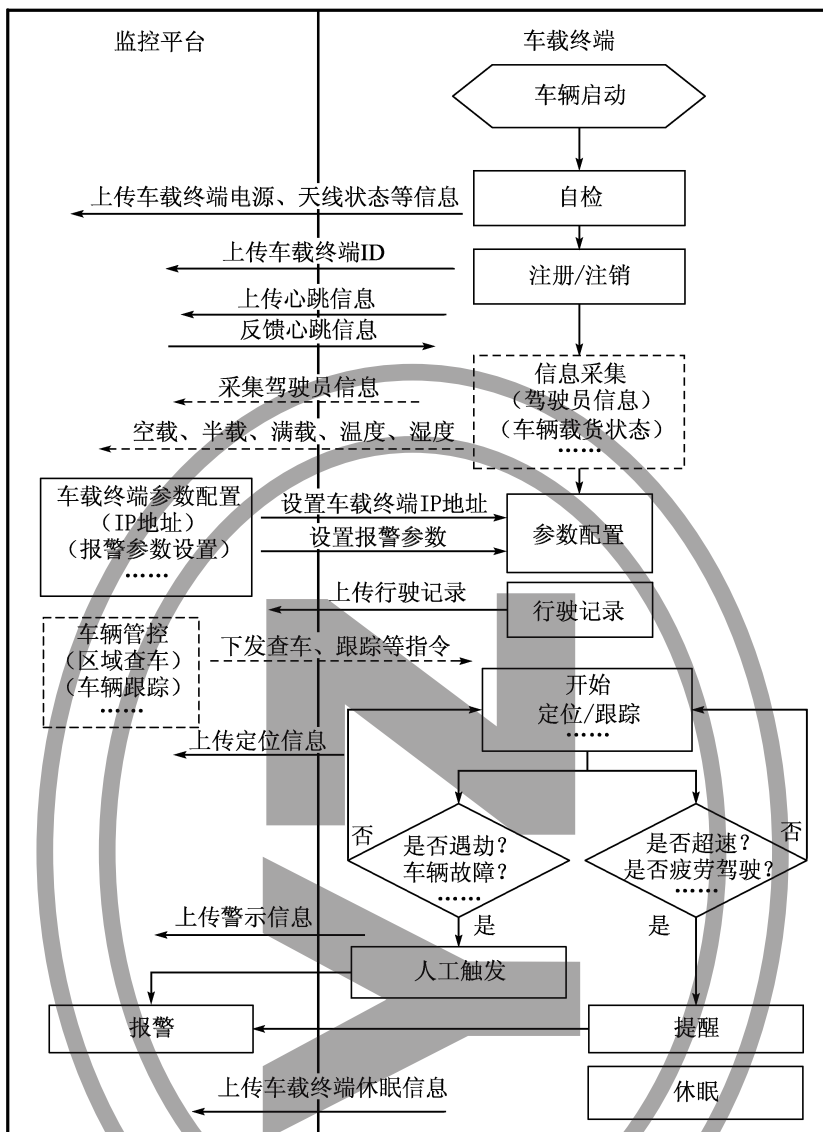 监控平台
车载终端
车辆启动
上传车载终端电源、天线状态等信息
自检
上传车载终端ID
注册/注销
上传心跳信息
反馈心跳信息
采集驾驶员信息
空载、半载、满载、温度、湿度
信息采集
（驾驶员信息）
（车辆载货状态）
……
车载终端参数配置
（IP地址）
（报警参数设置）
……
设置车载终端IP地址
设置报警参数
参数配置
上传行驶记录
行驶记录
车辆管控
（区域查车）
（车辆跟踪）
……
下发查车、跟踪等指令
开始
定位/跟踪
……
上传定位信息
否
是否遇劫？
车辆故障？
……
是
是否超速？
是否疲劳驾驶？
……
否
是
上传警示信息
人工触发
报警
提醒
上传车载终端休眠信息
休眠